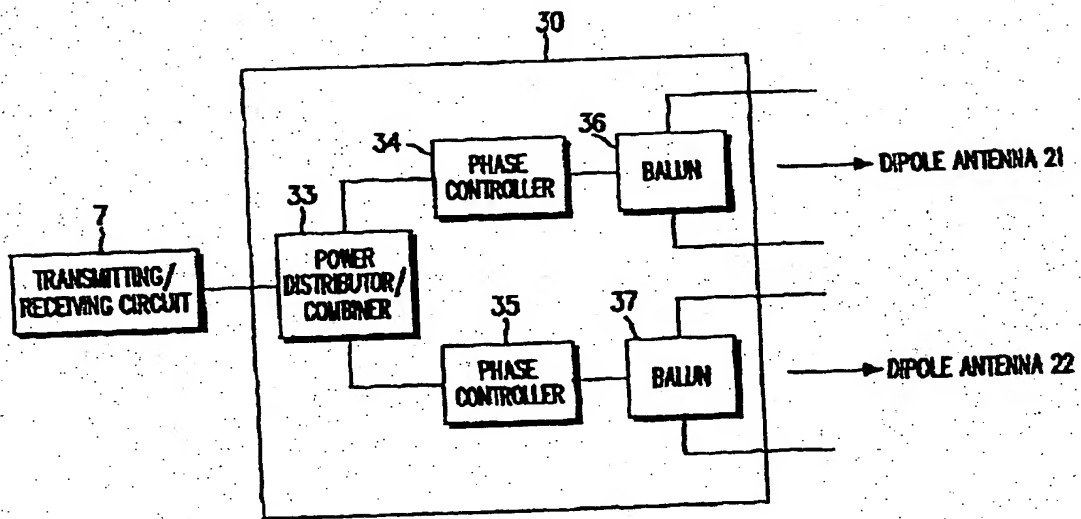 30
34
PHASE
CONTROLLER
36
BALUN
DIPOLE ANTENNA 21
7
TRANSMITTING/
RECEIVING CIRCUIT
33
POWER
DISTRIBUTOR/
COMBINER
35
PHASE
CONTROLLER
37
BALUN
DIPOLE ANTENNA 22